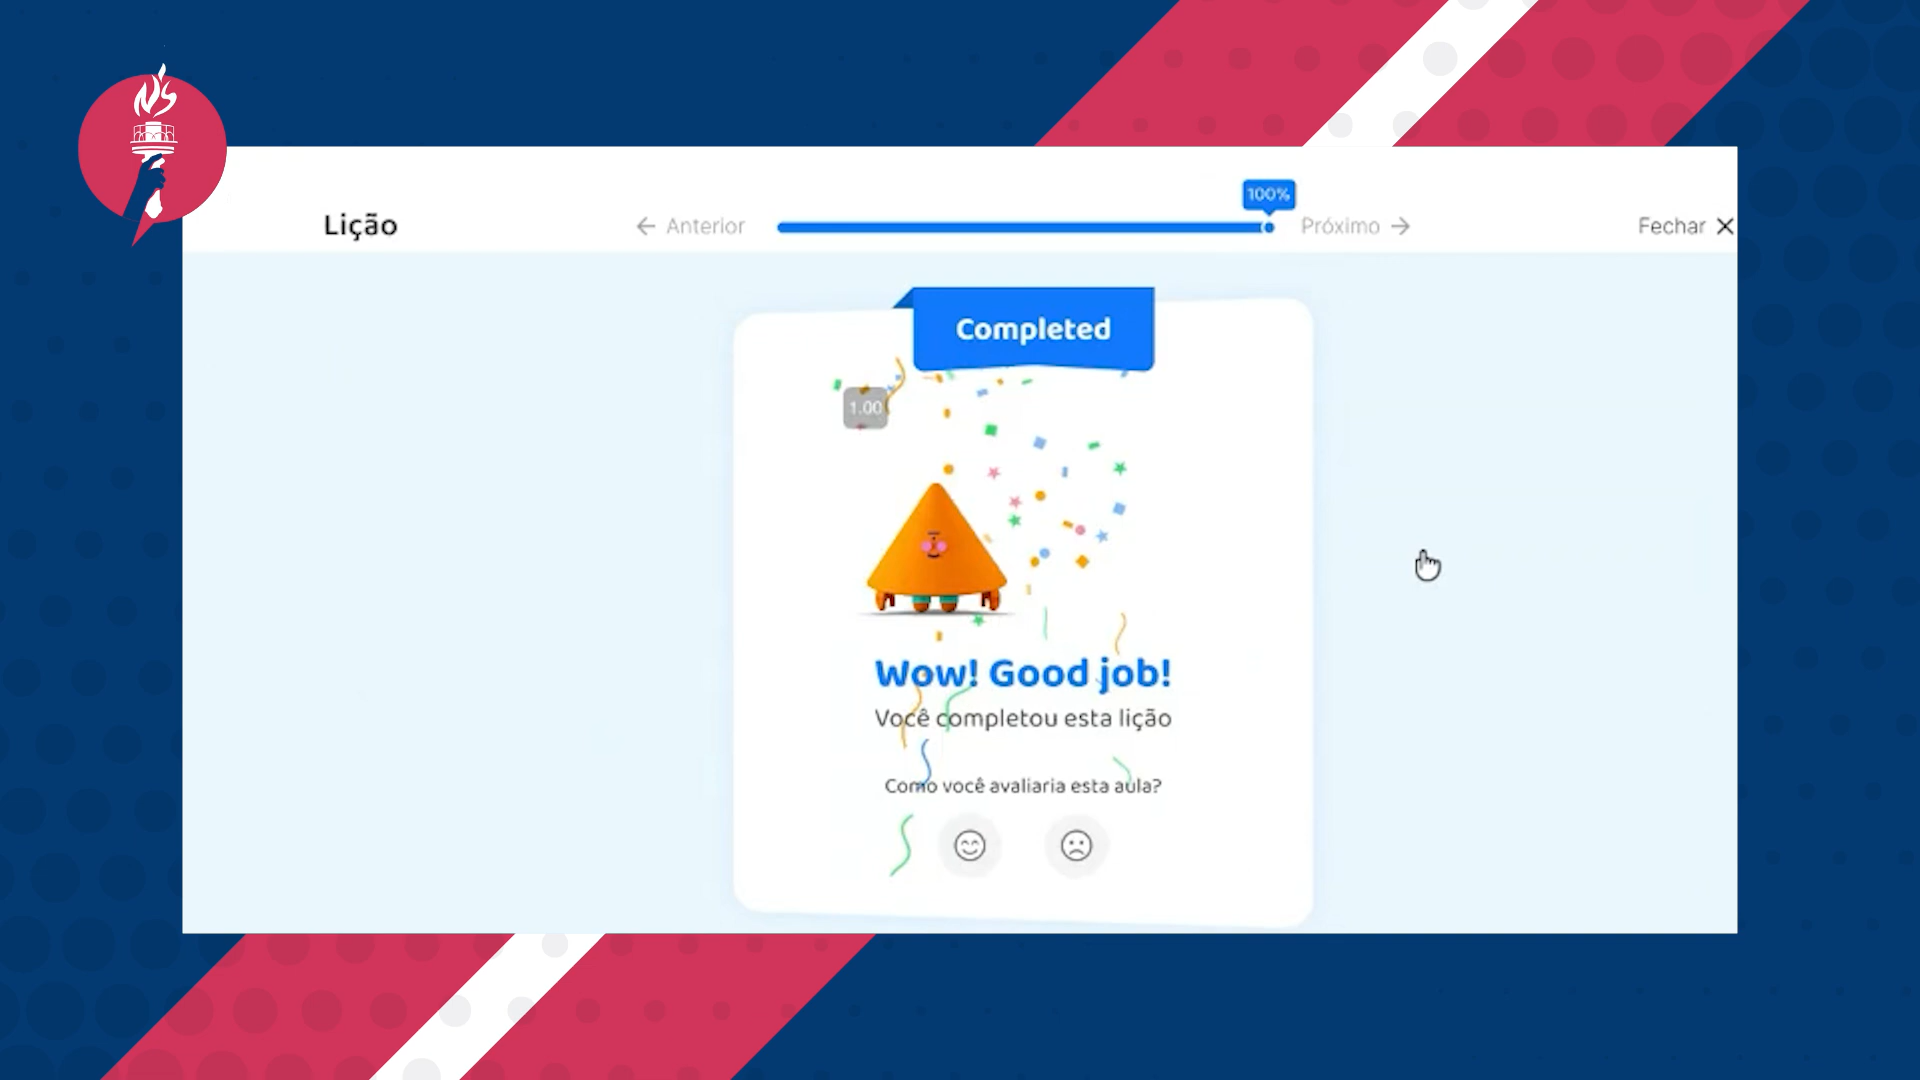 NS
100%
Lição
← Anterior
Próximo →
Fechar X
Completed
1.00
Wow! Good job!
Você completou esta lição
Como você avaliaria esta aula?